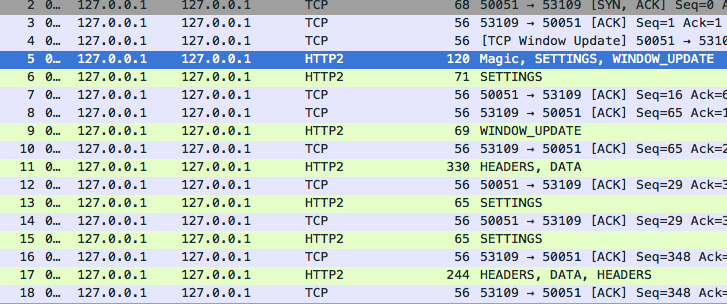 2 0… 127.0.0.1 127.0.0.1 TCP 68 50051 → 53109 [SYN, ACK] Seq=0 A
3 0… 127.0.0.1 127.0.0.1 TCP 56 53109 → 50051 [ACK] Seq=1 Ack=1
4 0… 127.0.0.1 127.0.0.1 TCP 56 [TCP Window Update] 50051 → 531
5 0… 127.0.0.1 127.0.0.1 HTTP2 120 Magic, SETTINGS, WINDOW_UPDATE
6 0… 127.0.0.1 127.0.0.1 HTTP2 71 SETTINGS
7 0… 127.0.0.1 127.0.0.1 TCP 56 50051 → 53109 [ACK] Seq=16 Ack=6
8 0… 127.0.0.1 127.0.0.1 TCP 56 53109 → 50051 [ACK] Seq=65 Ack=1
9 0… 127.0.0.1 127.0.0.1 HTTP2 69 WINDOW_UPDATE
10 0… 127.0.0.1 127.0.0.1 TCP 56 53109 → 50051 [ACK] Seq=65 Ack=2
11 0… 127.0.0.1 127.0.0.1 HTTP2 330 HEADERS, DATA
12 0… 127.0.0.1 127.0.0.1 TCP 56 50051 → 53109 [ACK] Seq=29 Ack=3
13 0… 127.0.0.1 127.0.0.1 HTTP2 65 SETTINGS
14 0… 127.0.0.1 127.0.0.1 TCP 56 50051 → 53109 [ACK] Seq=29 Ack=3
15 0… 127.0.0.1 127.0.0.1 HTTP2 65 SETTINGS
16 0… 127.0.0.1 127.0.0.1 TCP 56 53109 → 50051 [ACK] Seq=348 Ack=
17 0… 127.0.0.1 127.0.0.1 HTTP2 244 HEADERS, DATA, HEADERS
18 0… 127.0.0.1 127.0.0.1 TCP 56 53109 → 50051 [ACK] Seq=348 Ack=